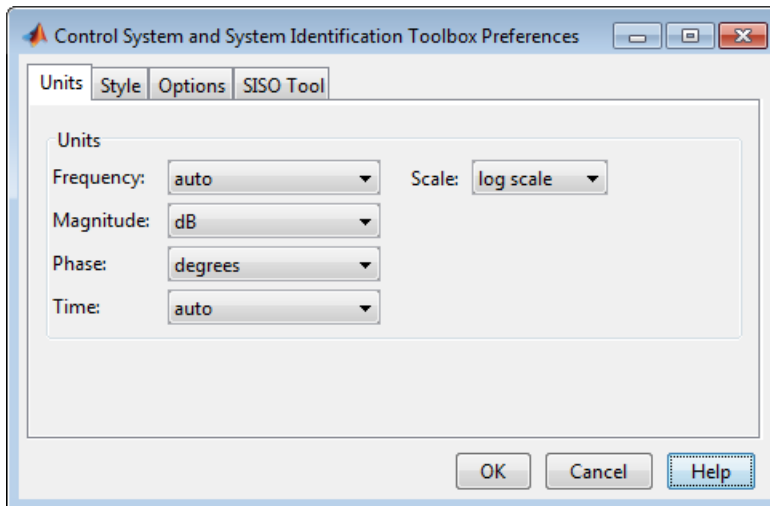 Control System and System Identification Toolbox Preferences
Units Style Options SISO Tool
Units
Frequency: auto Scale: log scale
Magnitude: dB
Phase: degrees
Time: auto
OK Cancel Help